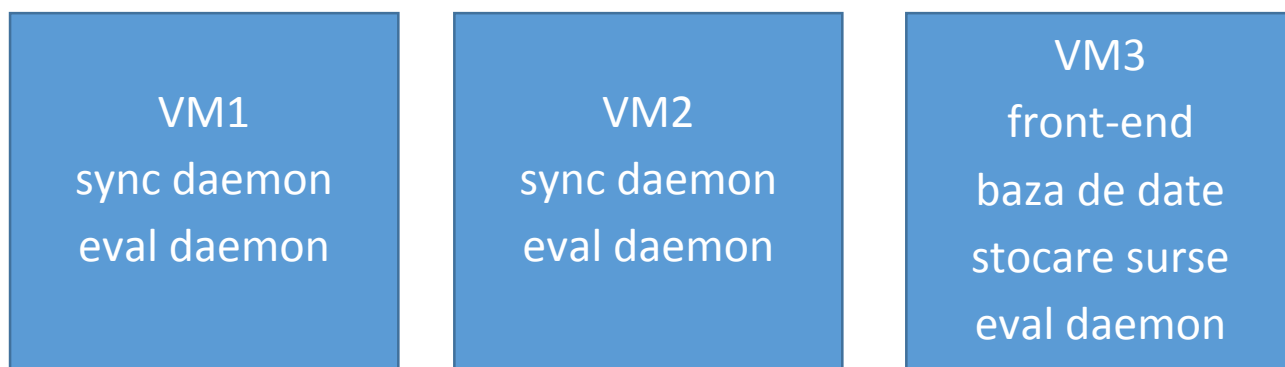 VM1
sync daemon
eval daemon
VM2
sync daemon
eval daemon
VM3
front-end
baza de date
stocare surse
eval daemon